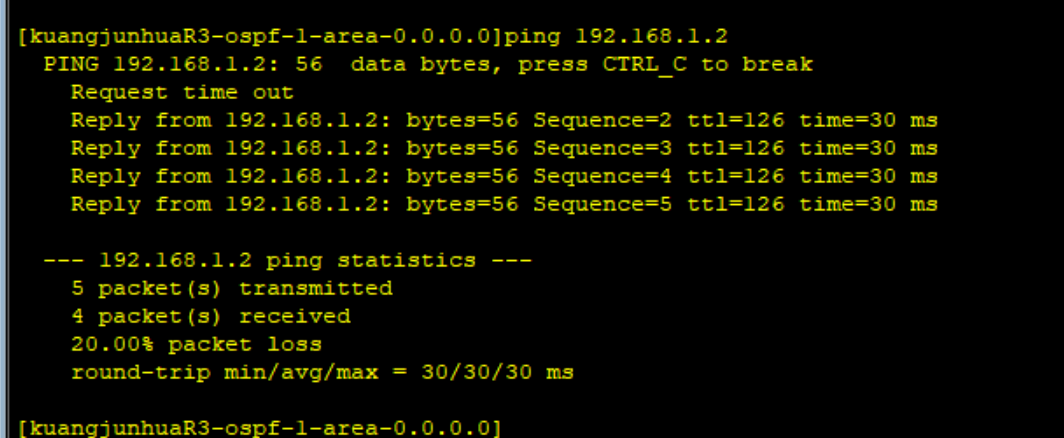 [kuangjunhuaR3-ospf-1-area-0.0.0.0]ping 192.168.1.2
PING 192.168.1.2: 56 data bytes, press CTRL_C to break
Request time out
Reply from 192.168.1.2: bytes=56 Sequence=2 ttl=126 time=30 ms
Reply from 192.168.1.2: bytes=56 Sequence=3 ttl=126 time=30 ms
Reply from 192.168.1.2: bytes=56 Sequence=4 ttl=126 time=30 ms
Reply from 192.168.1.2: bytes=56 Sequence=5 ttl=126 time=30 ms
--- 192.168.1.2 ping statistics ---
5 packet(s) transmitted
4 packet(s) received
20.00% packet loss
round-trip min/avg/max = 30/30/30 ms
[kuangjunhuaR3-ospf-1-area-0.0.0.0]